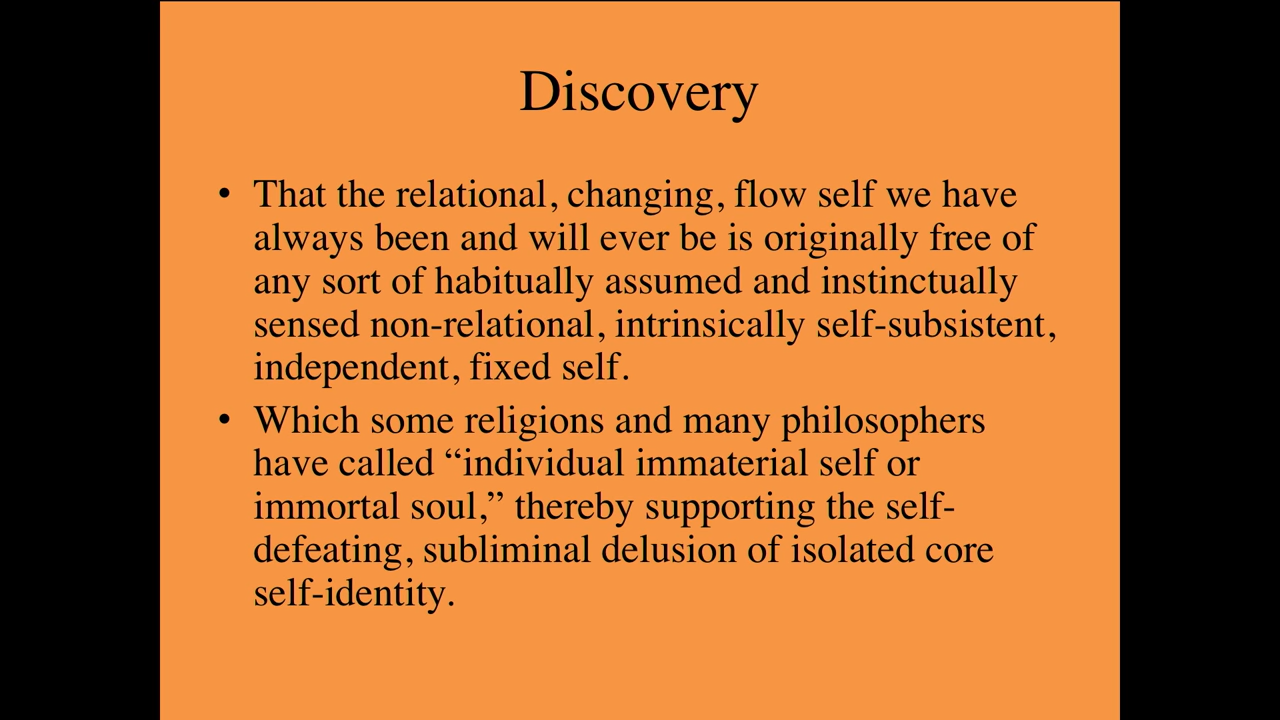 Discovery
• That the relational, changing, flow self we have
always been and will ever be is originally free of
any sort of habitually assumed and instinctually
sensed non-relational, intrinsically self-subsistent,
independent, fixed self.
• Which some religions and many philosophers
have called “individual immaterial self or
immortal soul,” thereby supporting the self-
defeating, subliminal delusion of isolated core
self-identity.